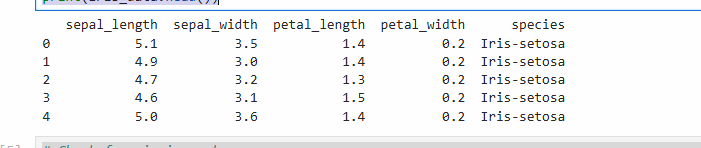 print(iris_data.head())
sepal_length sepal_width petal_length petal_width species
0 5.1 3.5 1.4 0.2 Iris-setosa
1 4.9 3.0 1.4 0.2 Iris-setosa
2 4.7 3.2 1.3 0.2 Iris-setosa
3 4.6 3.1 1.5 0.2 Iris-setosa
4 5.0 3.6 1.4 0.2 Iris-setosa